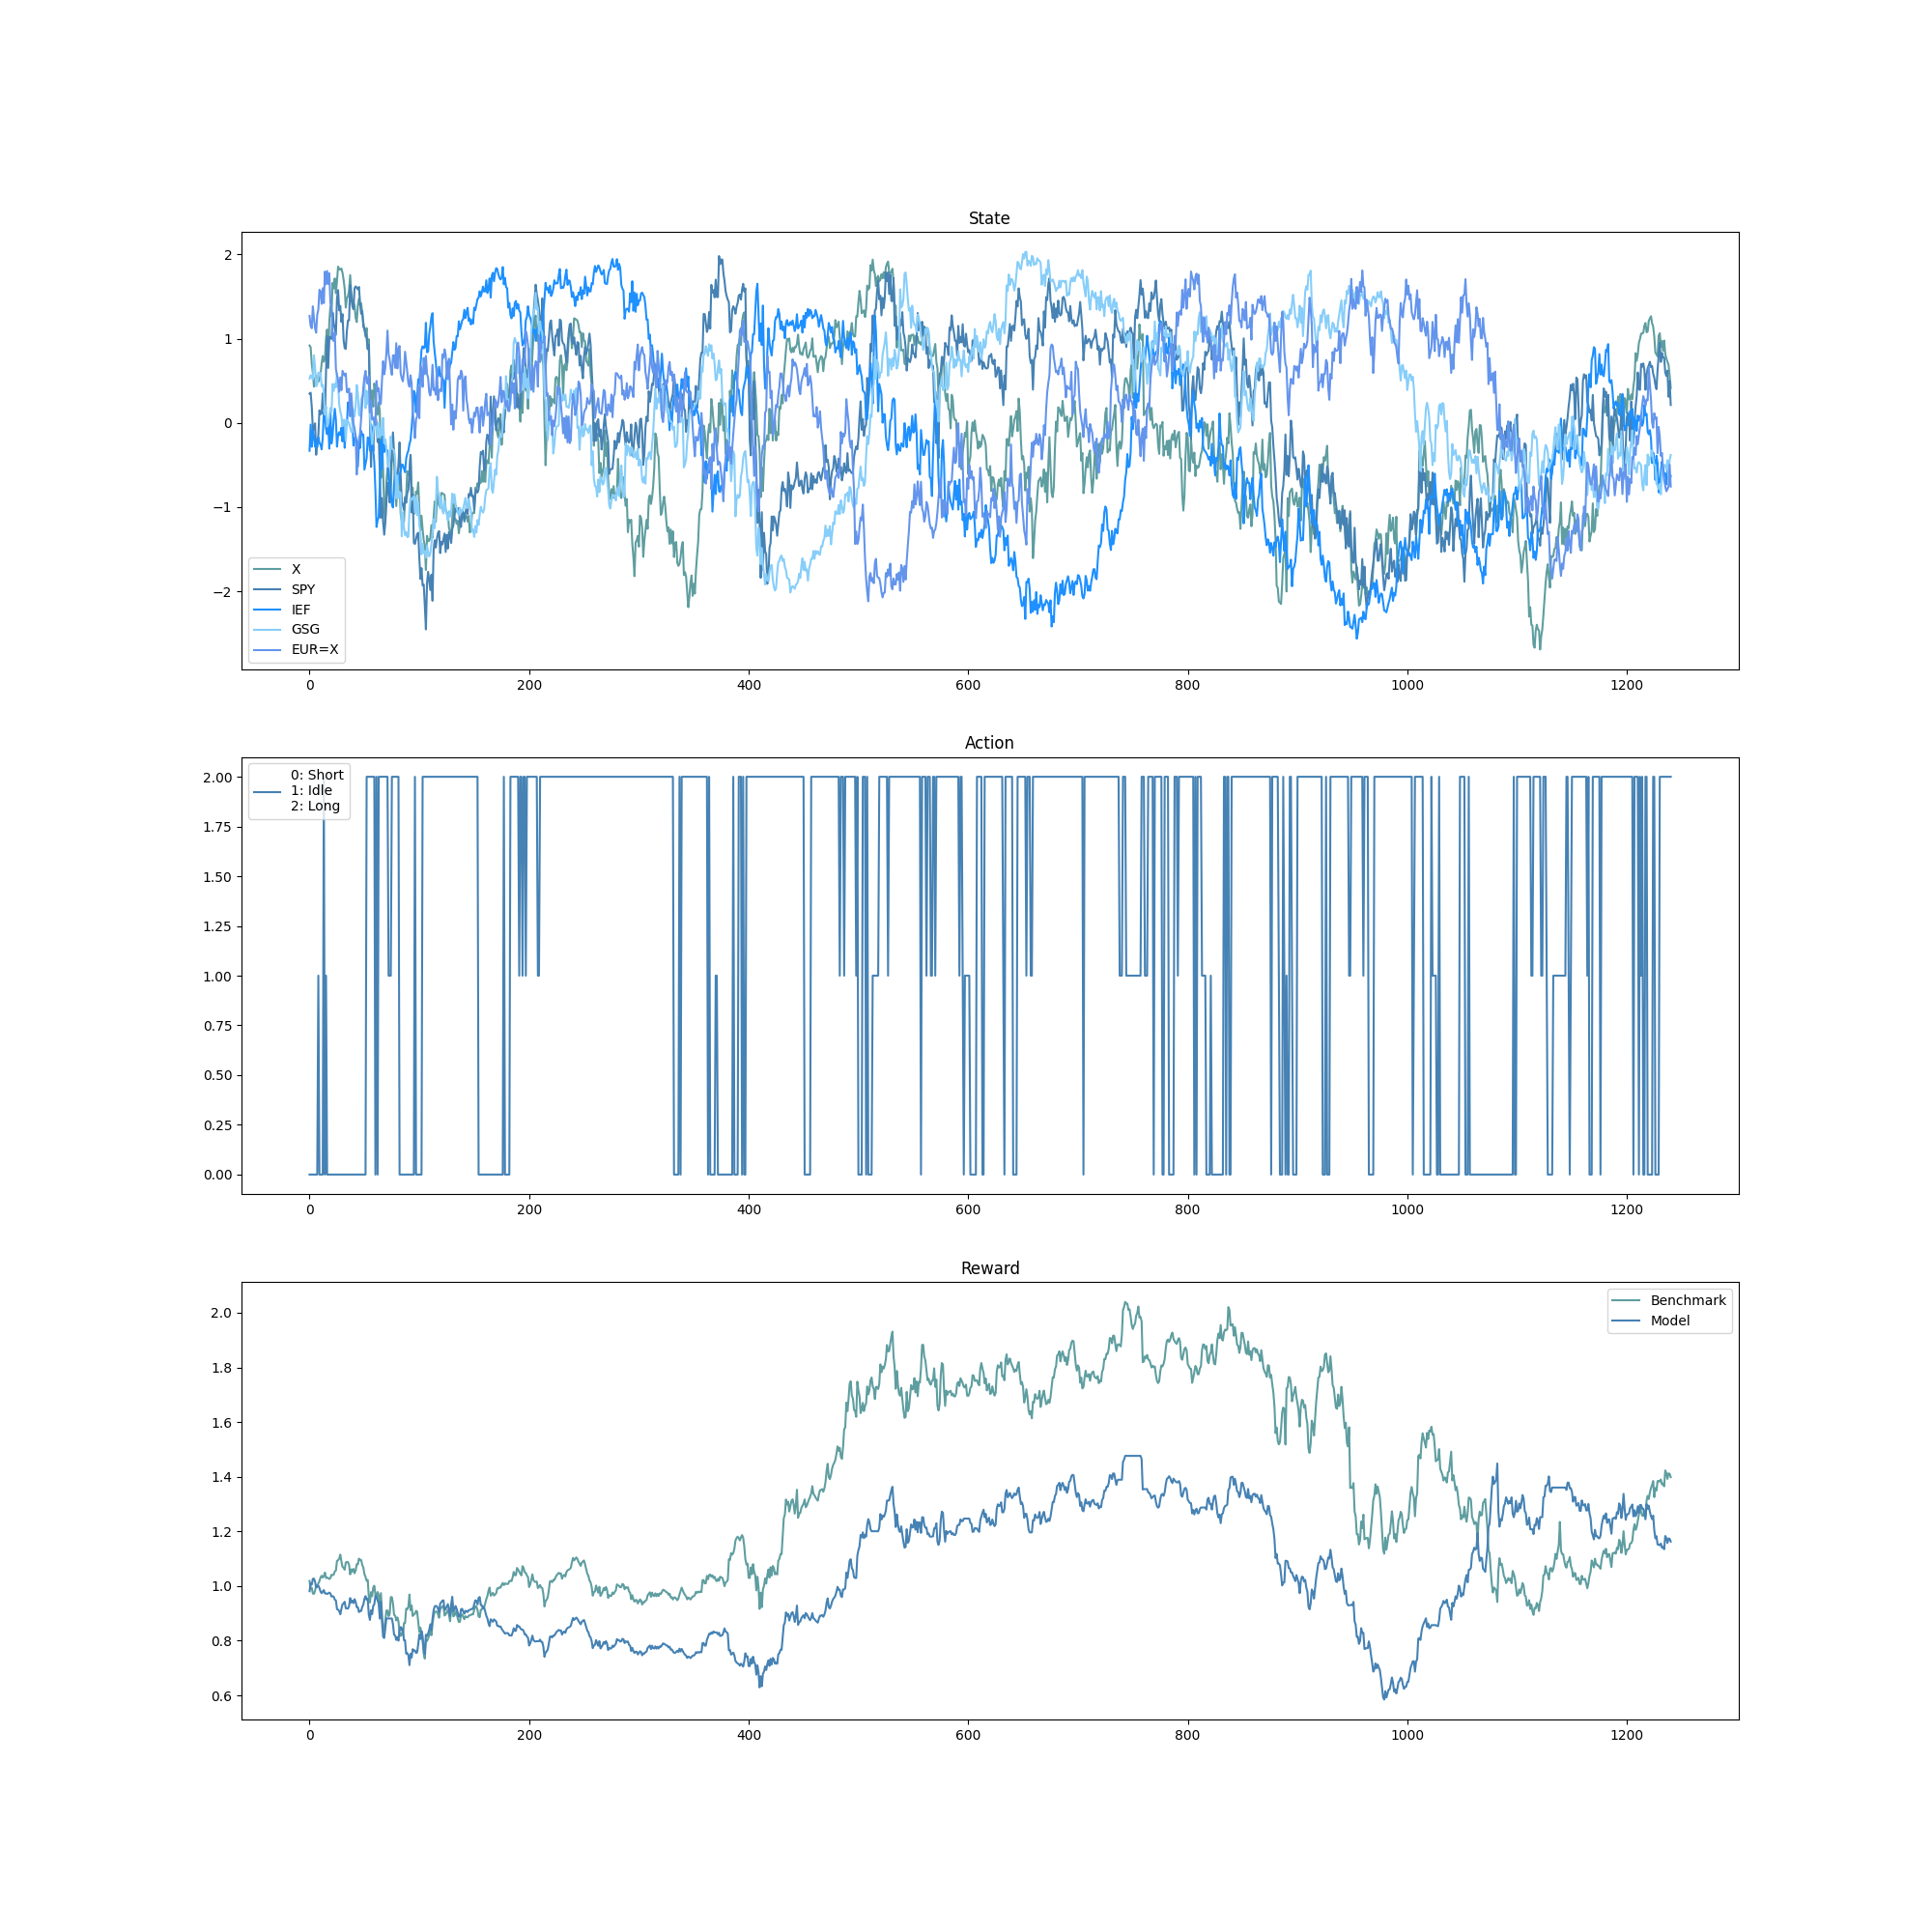 State
2
1
0
−1
−2
X
SPY
IEF
GSG
EUR=X
0 200 400 600 800 1000 1200
Action
2.00
1.75
1.50
1.25
1.00
0.75
0.50
0.25
0.00
0: Short
1: Idle
2: Long
0 200 400 600 800 1000 1200
Reward
2.0
1.8
1.6
1.4
1.2
1.0
0.8
0.6
Benchmark
Model
0 200 400 600 800 1000 1200